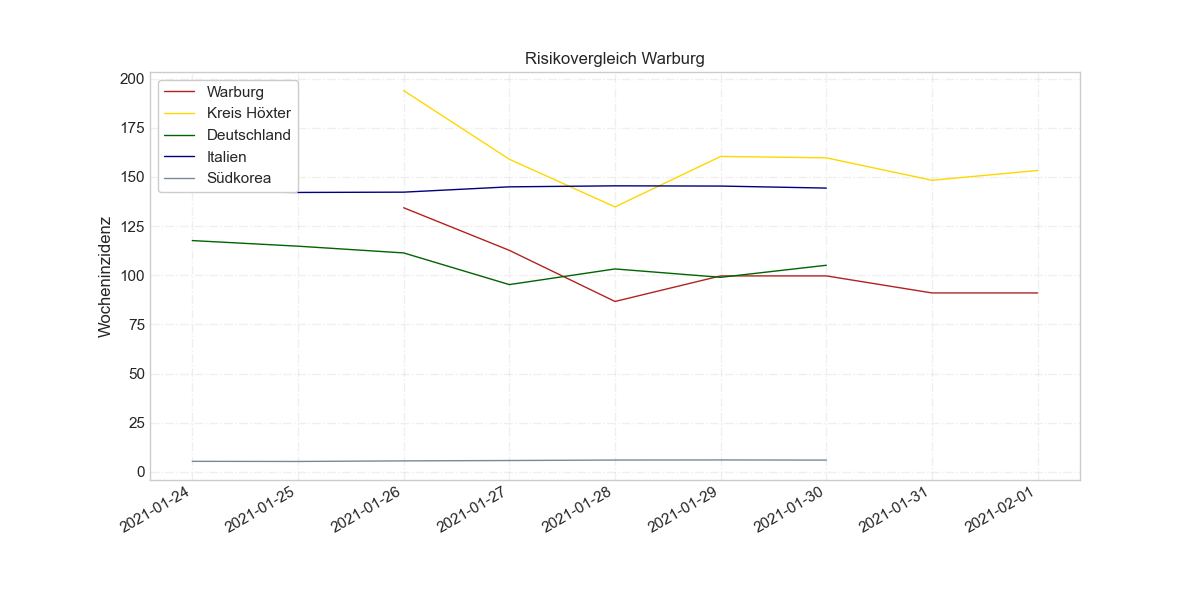 Risikovergleich Warburg
Warburg
Kreis Höxter
Deutschland
Italien
Südkorea
Wocheninzidenz
200
175
150
125
100
75
50
25
0
2021-01-24
2021-01-25
2021-01-26
2021-01-27
2021-01-28
2021-01-29
2021-01-30
2021-01-31
2021-02-01